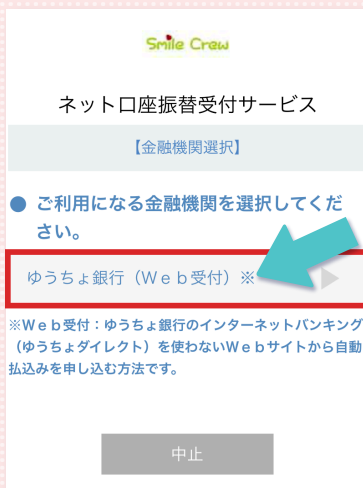 Smile Crew
ネット口座振替受付サービス
【金融機関選択】
● ご利用になる金融機関を選択してくだ
さい。
ゆうちょ銀行（Ｗｅｂ受付）※
※Ｗｅｂ受付：ゆうちょ銀行のインターネットバンキング
（ゆうちょダイレクト）を使わないＷｅｂサイトから自動
払込みを申し込む方法です。
中止